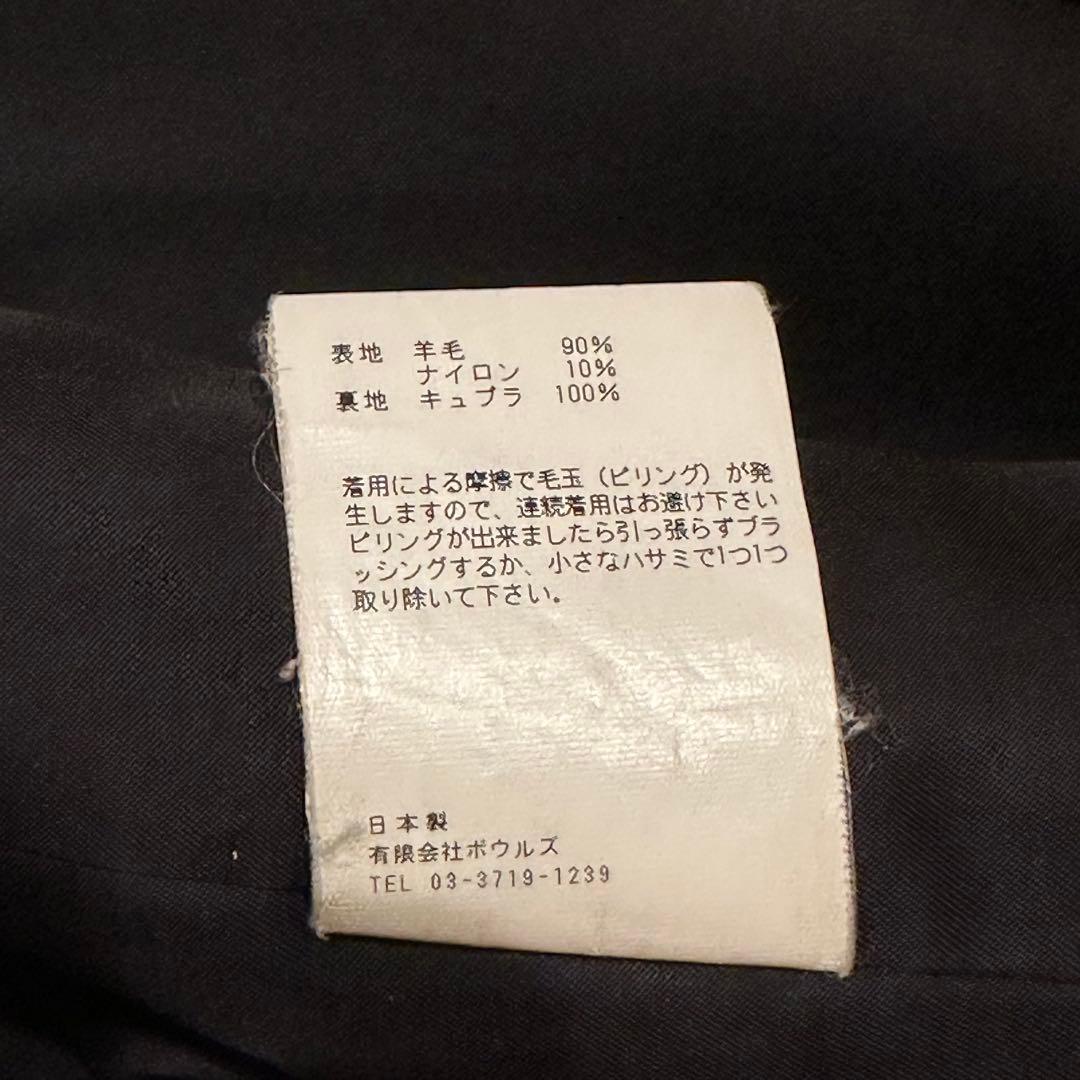 表地 羊毛 90%
ナイロン 10%
裏地 キュプラ 100%
着用による摩擦で毛玉（ピリング）が発
生しますので、連続着用はお避け下さい
ピリングが出来ましたら引っ張らずブラ
ッシングするか、小さなハサミで1つ1つ
取り除いて下さい。
日本製
有限会社ボウルズ
TEL 03-3719-1239